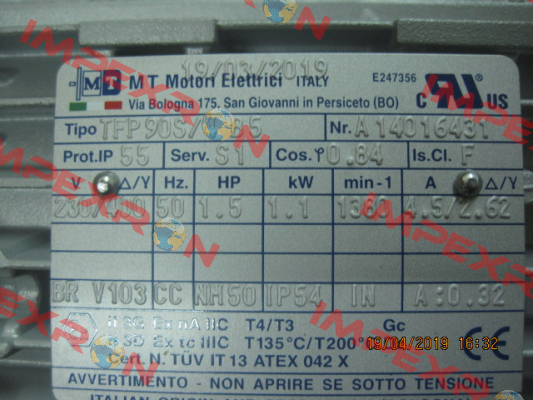 19/03/2019
MT MT Motori Elettrici ITALY E247356
Via Bologna 175. San Giovanni in Persiceto (BO) C US
Tipo TFP 90S/ B5 Nr. A14016431
Prot.IP 55 Serv. S1 Cos.φ 0.84 Is.Cl. F
V Δ/Y Hz. HP kW min-1 A Δ/Y
230/400 50 1.5 1.1 4.5/2.62
BR V103 CC NM50 IP54 IN A:0.32
II 3G Ex nA IIC T4/T3 Gc
3D Ex tc IIIC T135°C/T200°
Cert. N. TÜV IT 13 ATEX 042 X
19/04/2019 16:32
AVVERTIMENTO - NON APRIRE SE SOTTO TENSIONE
IMPEXRON